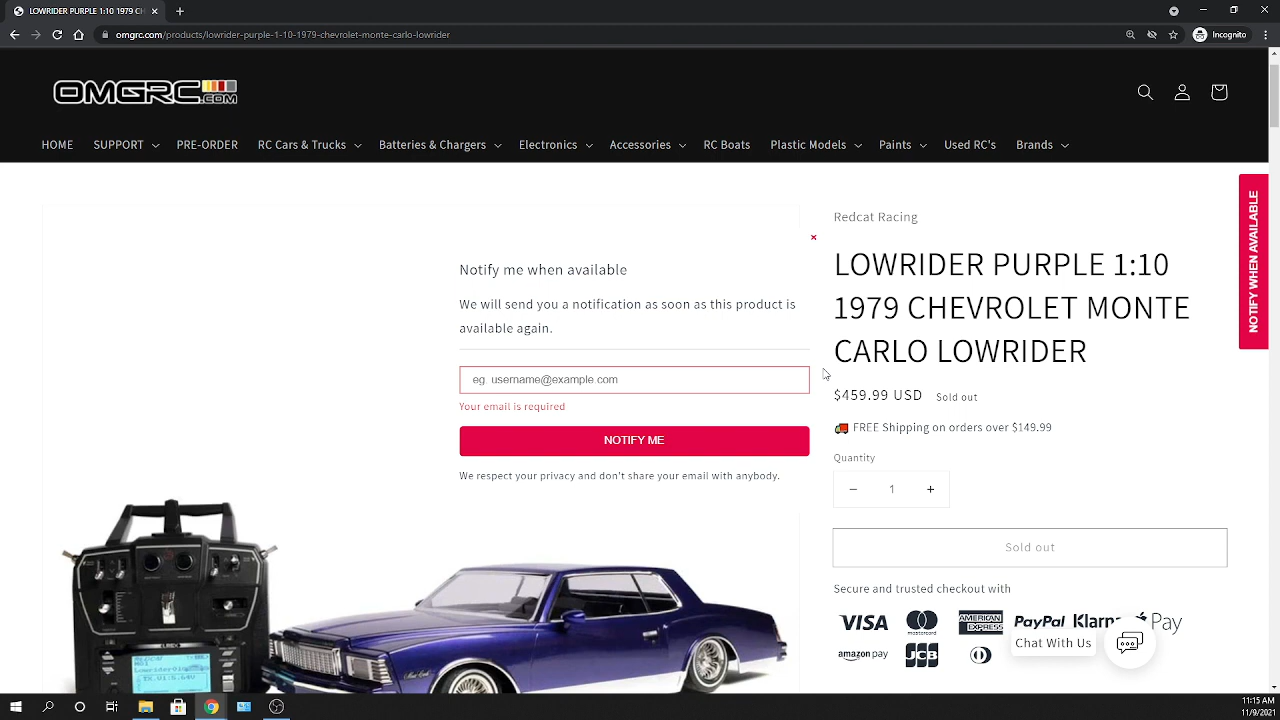 LOWRIDER PURPLE 1:10 1979 CH
omgrc.com/products/lowrider-purple-1-10-1979-chevrolet-monte-carlo-lowrider
Incognito
OMGRC.COM
HOME
SUPPORT
PRE-ORDER
RC Cars & Trucks
Batteries & Chargers
Electronics
Accessories
RC Boats
Plastic Models
Paints
Used RC's
Brands
NOTIFY WHEN AVAILABLE
Notify me when available
We will send you a notification as soon as this product is
available again.
eg. username@example.com
Your email is required
NOTIFY ME
We respect your privacy and don't share your email with anybody.
Redcat Racing
LOWRIDER PURPLE 1:10
1979 CHEVROLET MONTE
CARLO LOWRIDER
$459.99 USD Sold out
FREE Shipping on orders over $149.99
Quantity
1
Sold out
Secure and trusted checkout with
VISA
mastercard
AMERICAN EXPRESS
PayPal
Klarna
Pay
amazon pay
JCB
Chat With Us
11:15 AM
11/9/2021